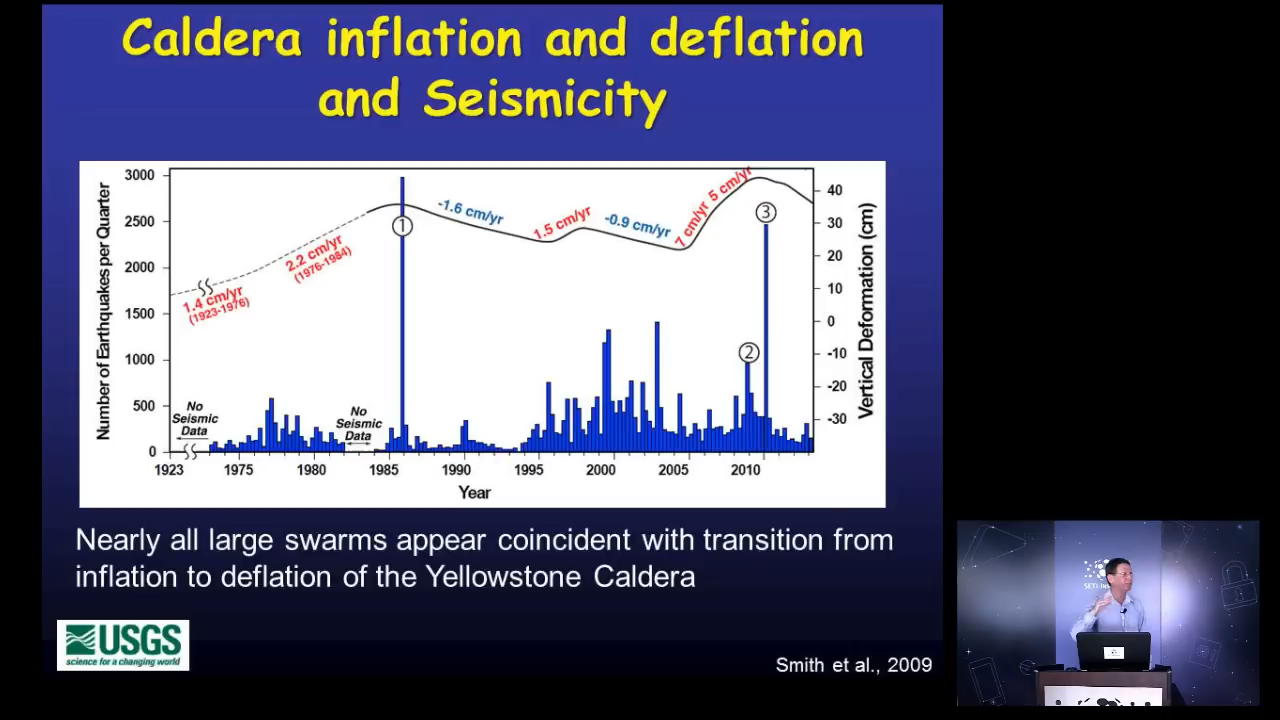 Caldera inflation and deflation
and Seismicity
Number of Earthquakes per Quarter
3000
2500
2000
1500
1000
500
0
1.4 cm/yr
(1923-1976)
2.2 cm/yr
(1976-1984)
-1.6 cm/yr
1.5 cm/yr
-0.9 cm/yr
7 cm/yr
5 cm/yr
1
2
3
No
Seismic
Data
No
Seismic
Data
40
30
20
10
0
-10
-20
-30
Vertical Deformation (cm)
1923
1975
1980
1985
1990
1995
2000
2005
2010
Year
Nearly all large swarms appear coincident with transition from
inflation to deflation of the Yellowstone Caldera
USGS
science for a changing world
Smith et al., 2009